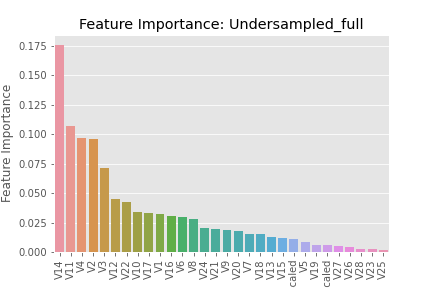 Feature Importance: Undersampled_full
Feature Importance
0.175
0.150
0.125
0.100
0.075
0.050
0.025
0.000
V14
V11
V4
V2
V3
V12
V22
V10
V17
V1
V16
V6
V8
V24
V21
V9
V20
V7
V18
V13
V15
caled
V5
V19
caled
V27
V26
V28
V23
V25